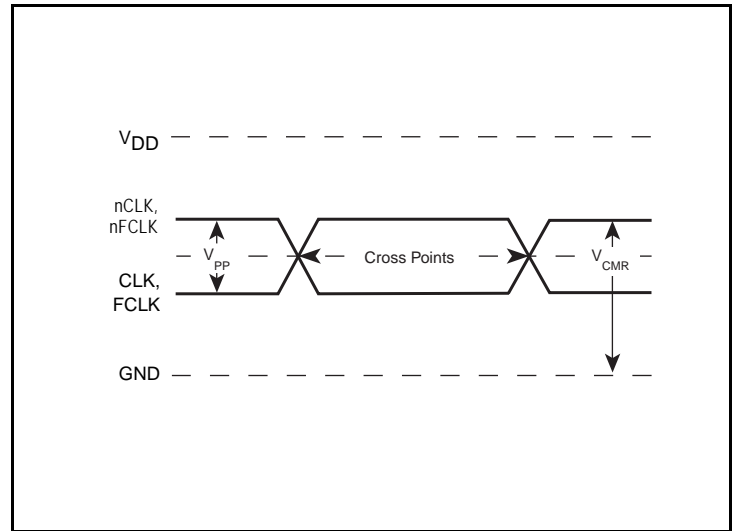 VDD
nCLK,
nFCLK
VPP
Cross Points
VCMR
CLK,
FCLK
GND